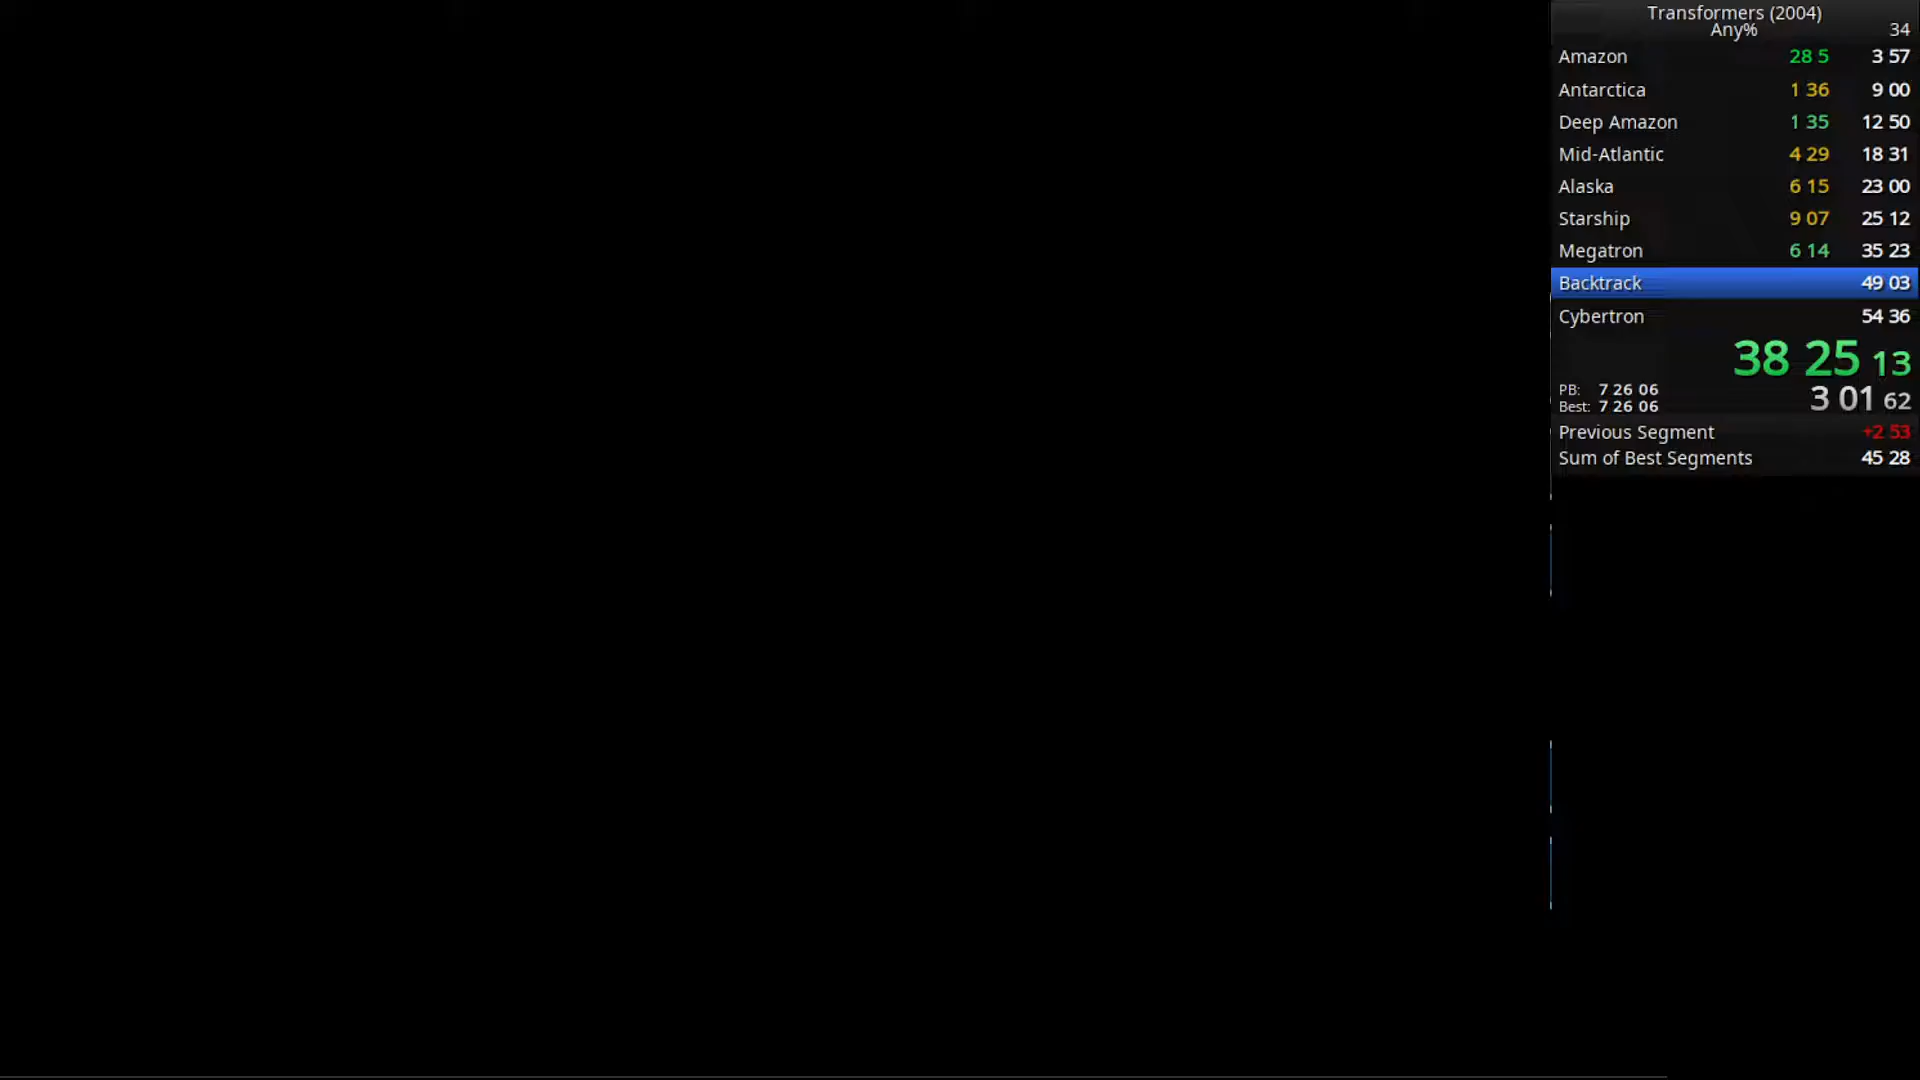 Transformers (2004)
Any% 34
Amazon 28 5 3 57
Antarctica 1 36 9 00
Deep Amazon 1 35 12 50
Mid-Atlantic 4 29 18 31
Alaska 6 15 23 00
Starship 9 07 25 12
Megatron 6 14 35 23
Backtrack 49 03
Cybertron 54 36
38 25 13
PB: 7 26 06 3 01 62
Best: 7 26 06
Previous Segment +2 53
Sum of Best Segments 45 28